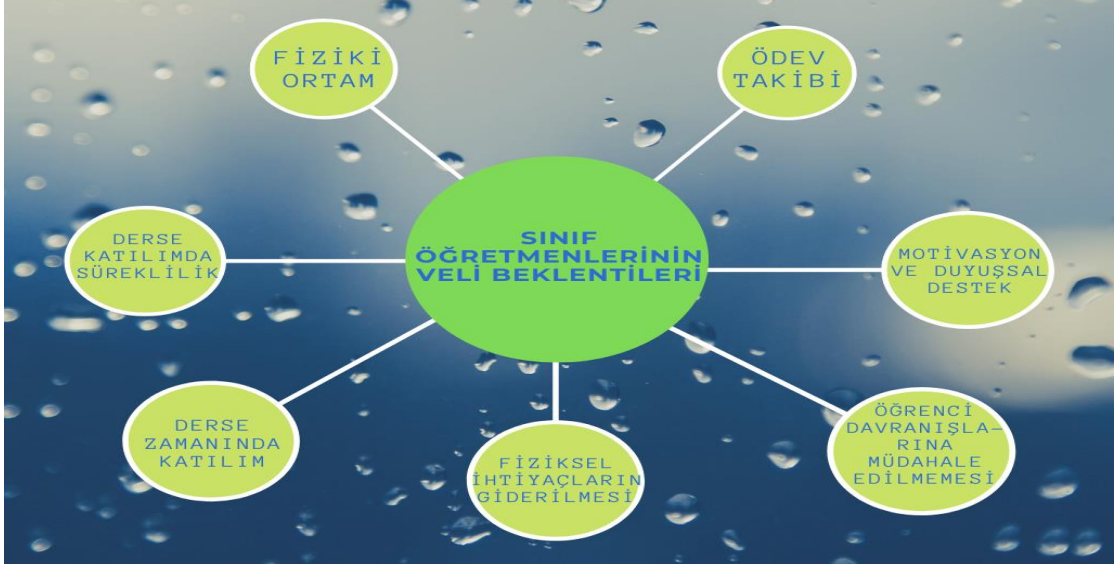 FİZİKİ
ORTAM
ÖDEV
TAKİBİ
SINIF
ÖĞRETMENLERİNİN
VELİ BEKLENTİLERİ
DERSE
KATILIMDA
SÜREKLİLİK
MOTİVASYON
VE DUYUŞSAL
DESTEK
DERSE
ZAMANINDA
KATILIM
FİZİKSEL
İHTİYAÇLARIN
GİDERİLMESİ
ÖĞRENCİ
DAVRANIŞLA-
RINA
MÜDAHALE
EDİLMEMESİ